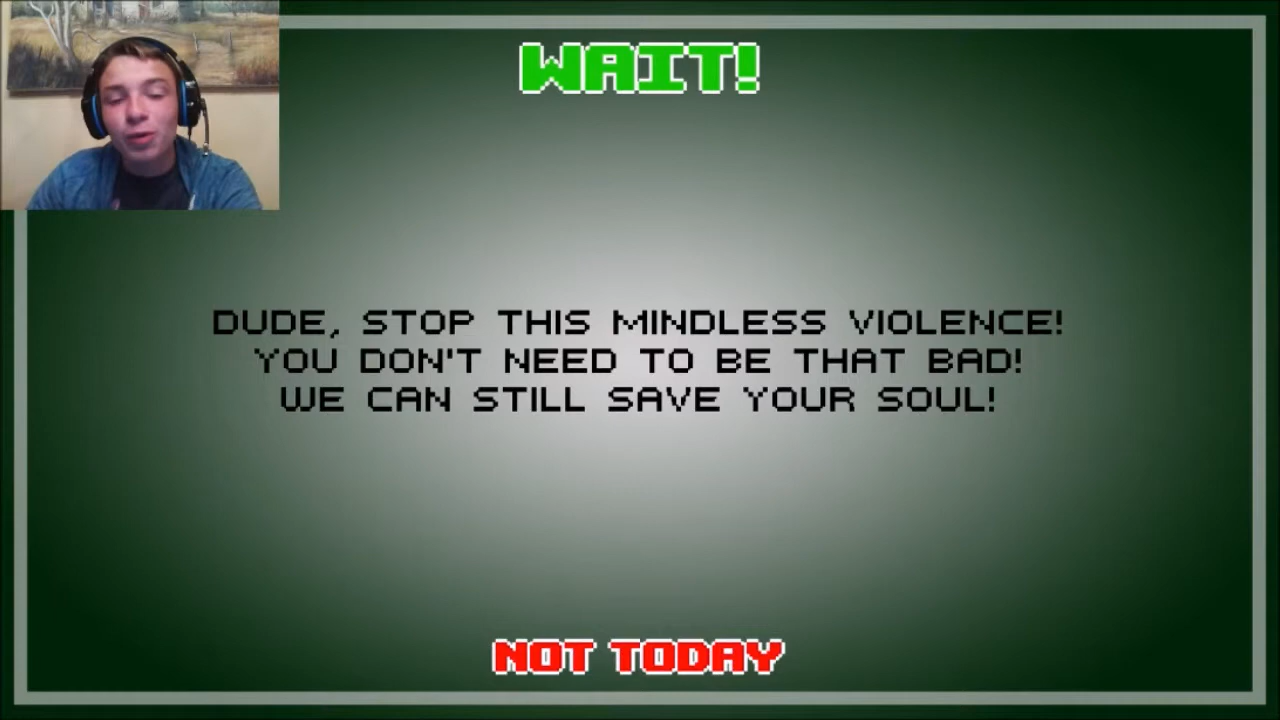 WAIT!
DUDE, STOP THIS MINDLESS VIOLENCE!
YOU DON'T NEED TO BE THAT BAD!
WE CAN STILL SAVE YOUR SOUL!
NOT TODAY